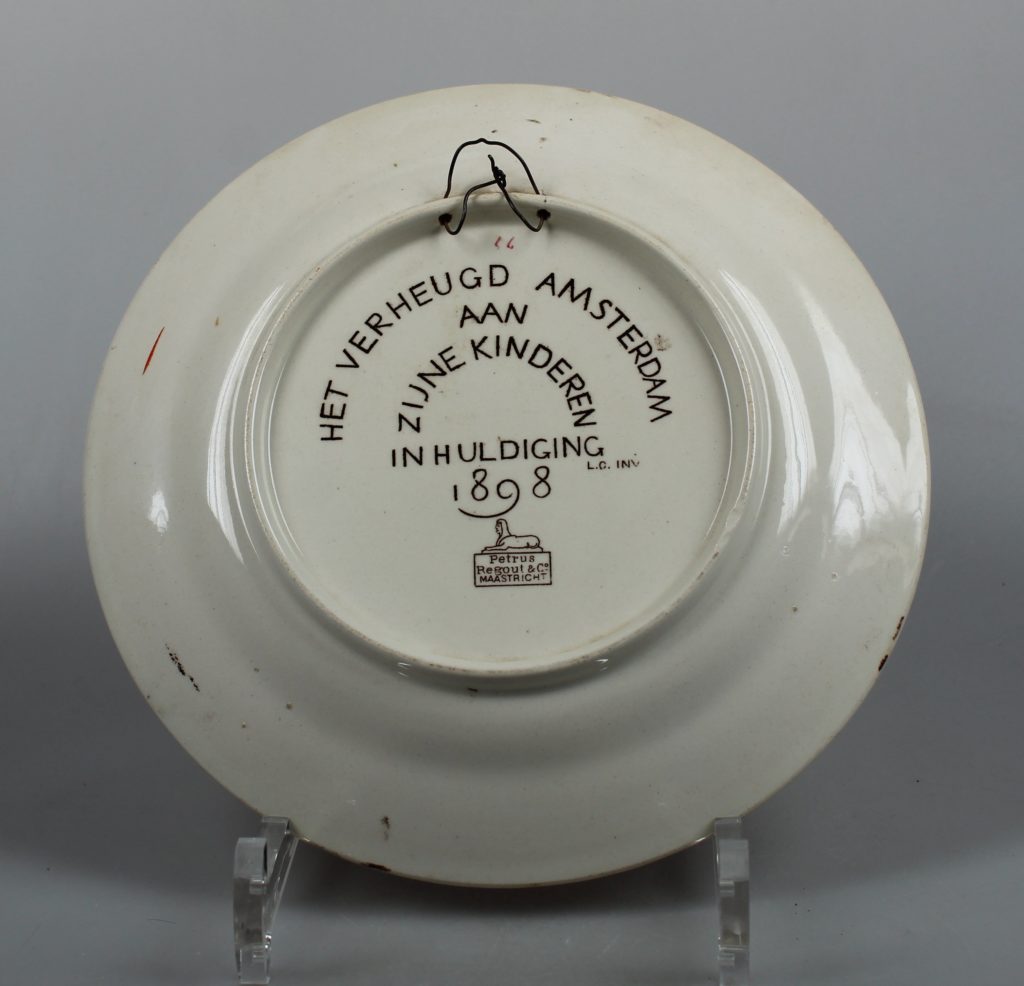 HET VERHEUGD AMSTERDAM
AAN
ZIJNE KINDEREN
IN HULDIGING
L.C. INV
1898
Petrus
Regout & Co
MAASTRICHT